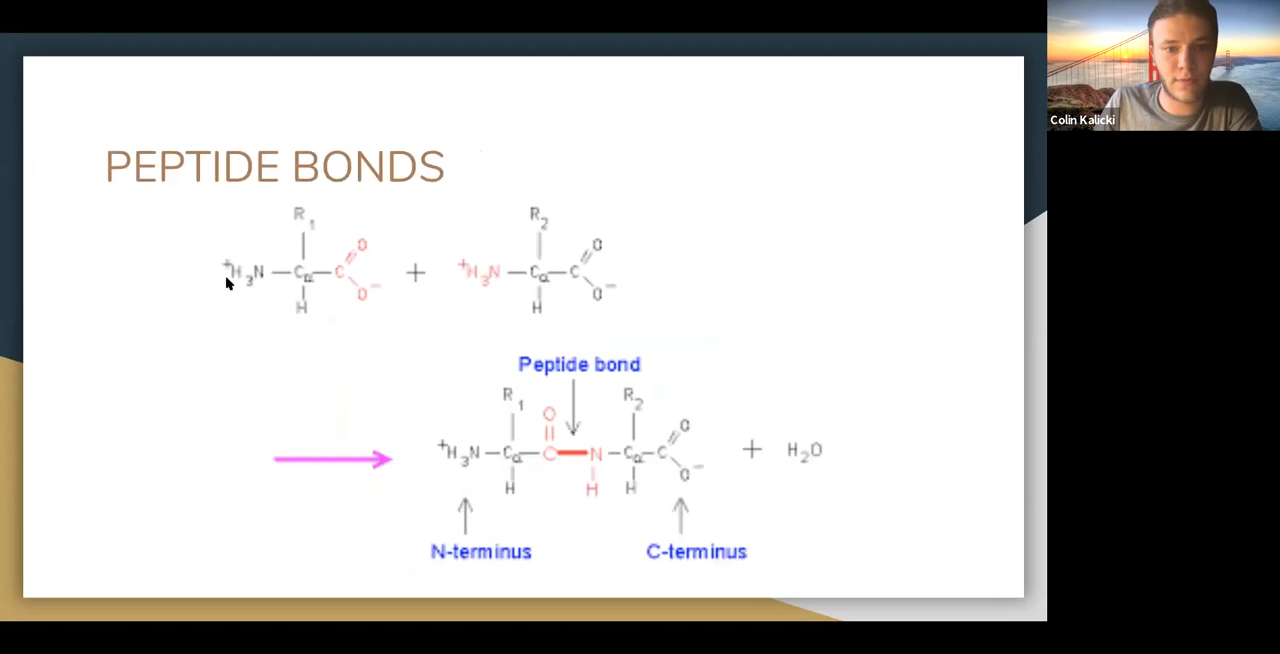 Colin Kalicki
PEPTIDE BONDS
R1 R2
+H3N Cα C O O− + +H3N Cα C O O−
H H
Peptide bond
R1 O R2 O
+H3N Cα C N Cα C O− + H2O
H H H
N-terminus C-terminus